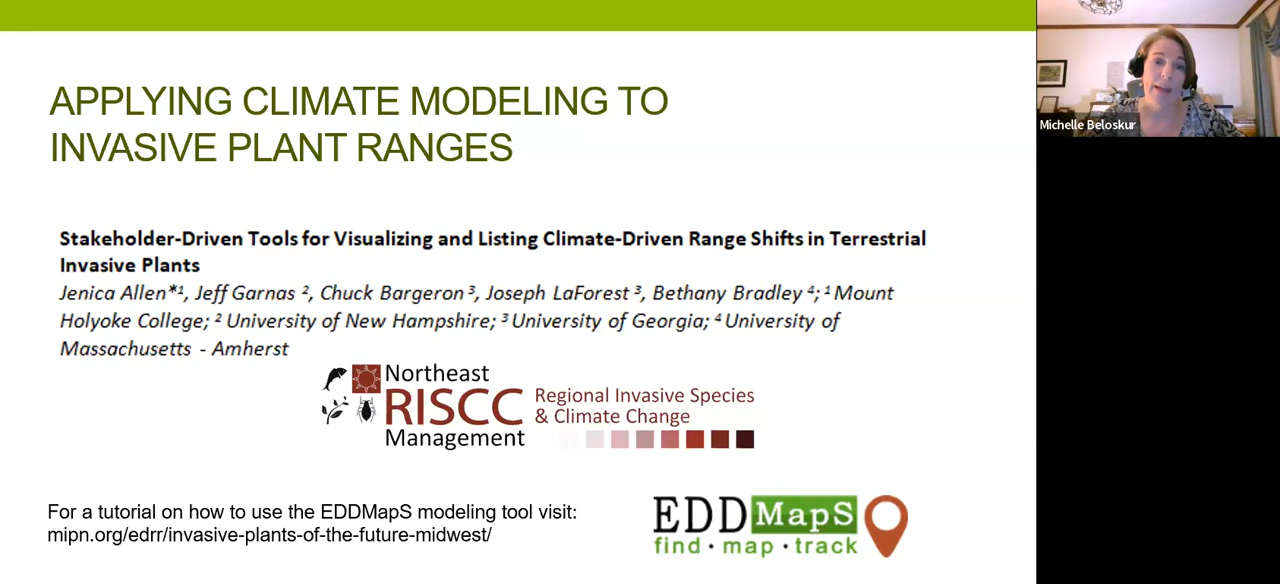 APPLYING CLIMATE MODELING TO
INVASIVE PLANT RANGES
Michelle Beloskur
Stakeholder-Driven Tools for Visualizing and Listing Climate-Driven Range Shifts in Terrestrial
Invasive Plants
Jenica Allen*¹, Jeff Garnas ², Chuck Bargeron ³, Joseph LaForest ³, Bethany Bradley ⁴; ¹ Mount
Holyoke College; ² University of New Hampshire; ³ University of Georgia; ⁴ University of
Massachusetts - Amherst
Northeast
RISCC
Management
Regional Invasive Species
& Climate Change
For a tutorial on how to use the EDDMapS modeling tool visit:
mipn.org/edrr/invasive-plants-of-the-future-midwest/
EDDMapS
find · map · track